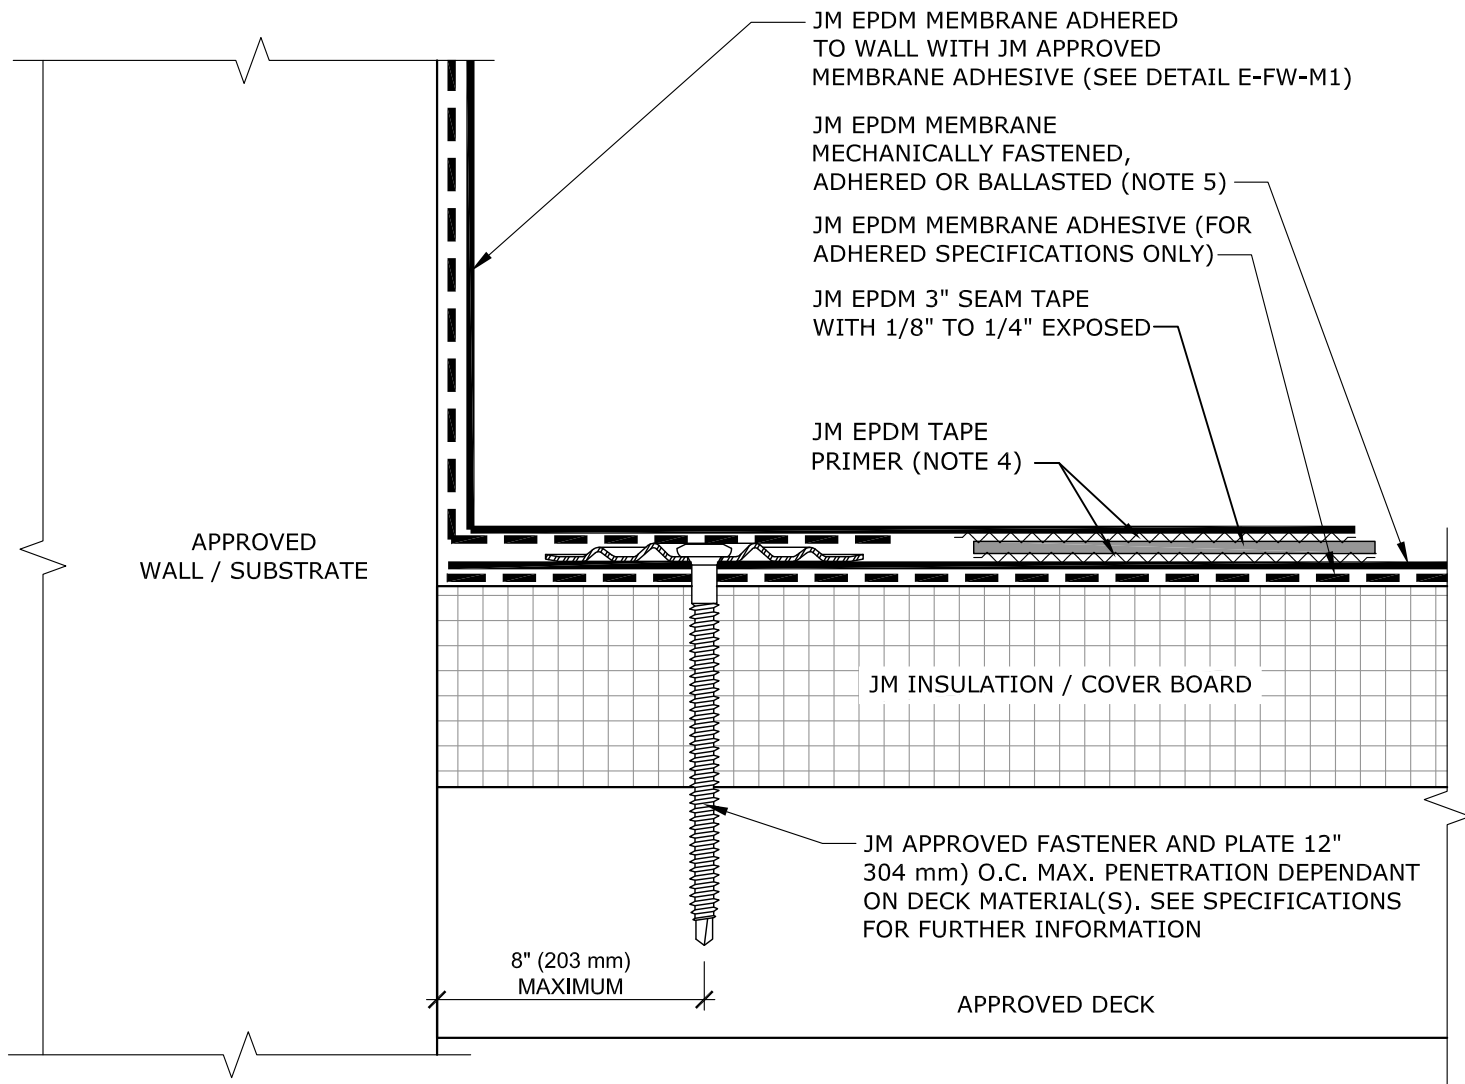 JM EPDM MEMBRANE ADHERED
TO WALL WITH JM APPROVED
MEMBRANE ADHESIVE (SEE DETAIL E-FW-M1)
JM EPDM MEMBRANE
MECHANICALLY FASTENED,
ADHERED OR BALLASTED (NOTE 5)
JM EPDM MEMBRANE ADHESIVE (FOR
ADHERED SPECIFICATIONS ONLY)
JM EPDM 3" SEAM TAPE
WITH 1/8" TO 1/4" EXPOSED
JM EPDM TAPE
PRIMER (NOTE 4)
APPROVED
WALL / SUBSTRATE
JM INSULATION / COVER BOARD
JM APPROVED FASTENER AND PLATE 12"
304 mm) O.C. MAX. PENETRATION DEPENDANT
ON DECK MATERIAL(S). SEE SPECIFICATIONS
FOR FURTHER INFORMATION
8" (203 mm)
MAXIMUM
APPROVED DECK